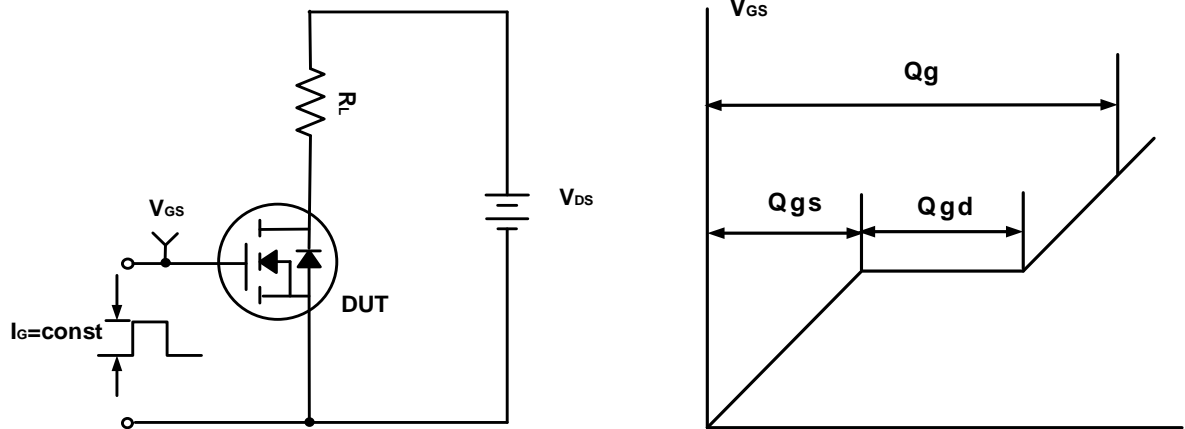 VGS
Qg
RL
VDS
VGS
Qgs
Qgd
DUT
IG=const